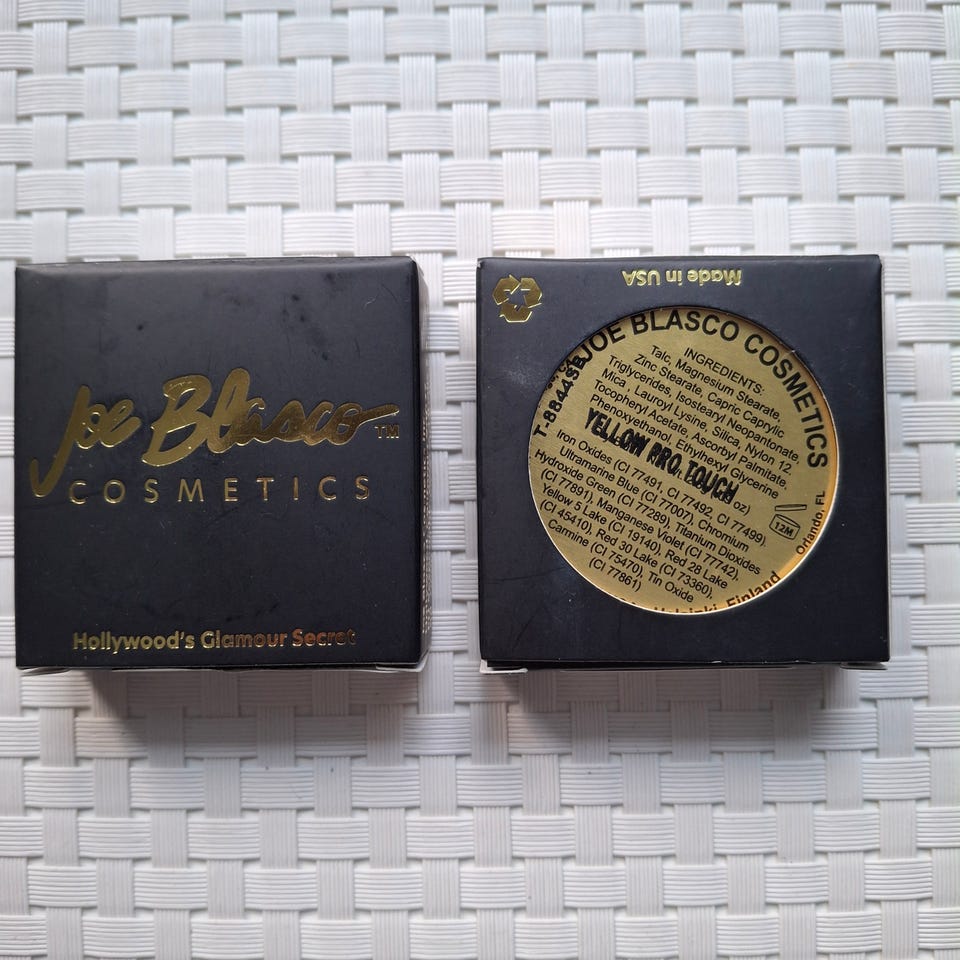 Joe Blasco™
COSMETICS
Hollywood's Glamour Secret
Made in USA
JOE BLASCO COSMETICS
T-8844SB
INGREDIENTS:
Talc, Magnesium Stearate,
Zinc Stearate, Capric Caprylic
Triglycerides, Isostearyl Neopantonate,
Mica , Lauroyl Lysine, Silica, Nylon 12,
Tocopheryl Acetate, Ascorbyl Palmitate,
Phenoxyethanol, Ethylhexyl Glycerine
YELLOW PRO TOUCH
oz)
Iron Oxides (CI 77491, CI 77492, CI 77499),
Ultramarine Blue (CI 77007), Chromium
Hydroxide Green (CI 77289), Titanium Dioxides
(CI 77891), Manganese Violet (CI 77742),
Yellow 5 Lake (CI 19140), Red 28 Lake
(CI 45410), Red 30 Lake (CI 73360),
Carmine (CI 75470), Tin Oxide
(CI 77861)
12M
Orlando, FL
Helsinki, Finland